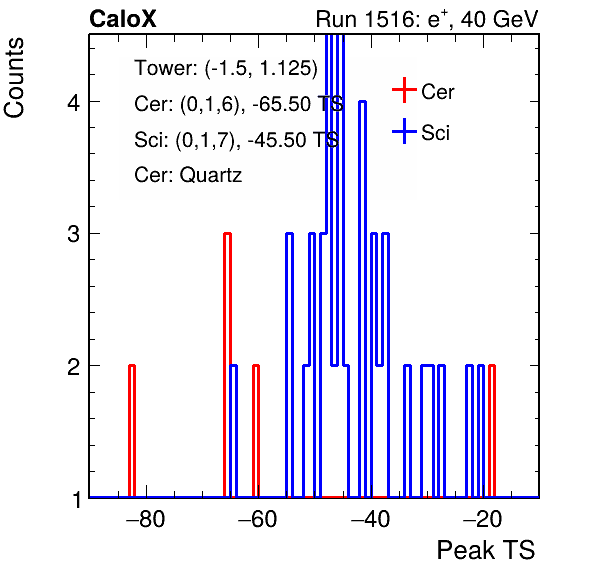 CaloX Run 1516: e⁺, 40 GeV
Counts
Tower: (-1.5, 1.125)
Cer: (0,1,6), -65.50 TS
Sci: (0,1,7), -45.50 TS
Cer: Quartz
Cer
Sci
4
3
2
1
−80 −60 −40 −20
Peak TS